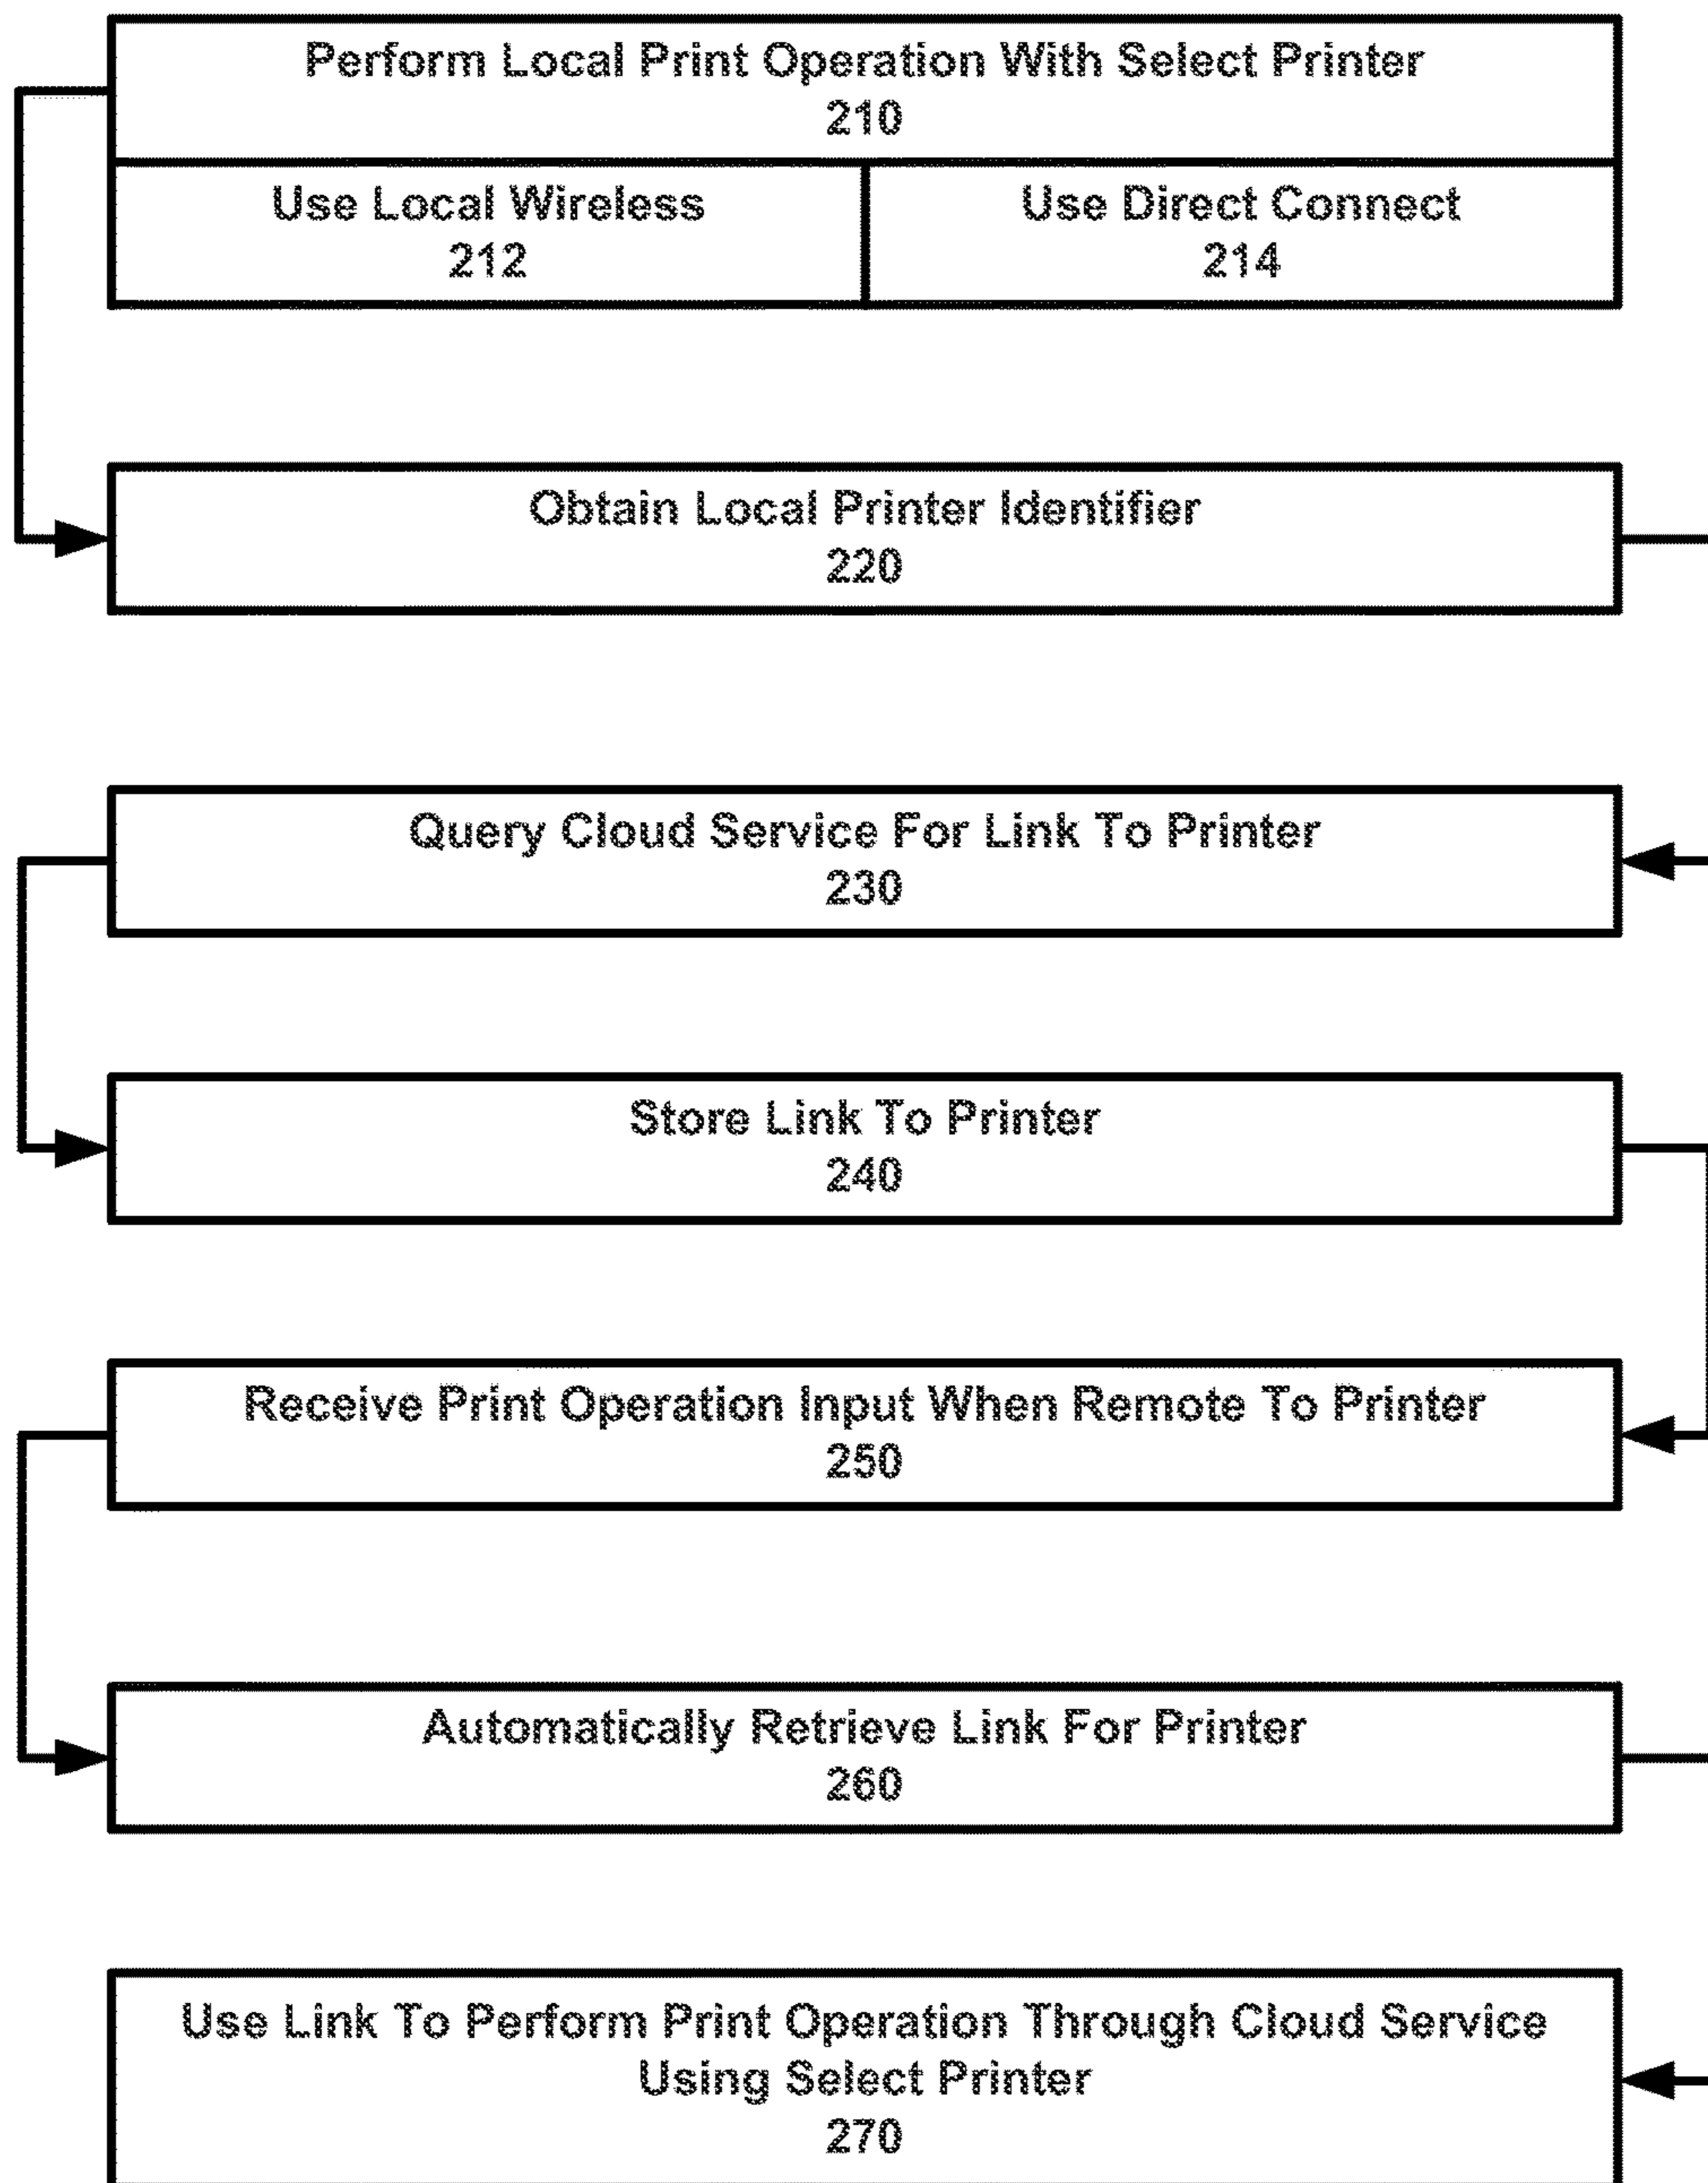 Perform Local Print Operation With Select Printer
210
Use Local Wireless
212
Use Direct Connect
214
Obtain Local Printer Identifier
220
Query Cloud Service For Link To Printer
230
Store Link To Printer
240
Receive Print Operation Input When Remote To Printer
250
Automatically Retrieve Link For Printer
260
Use Link To Perform Print Operation Through Cloud Service
Using Select Printer
270